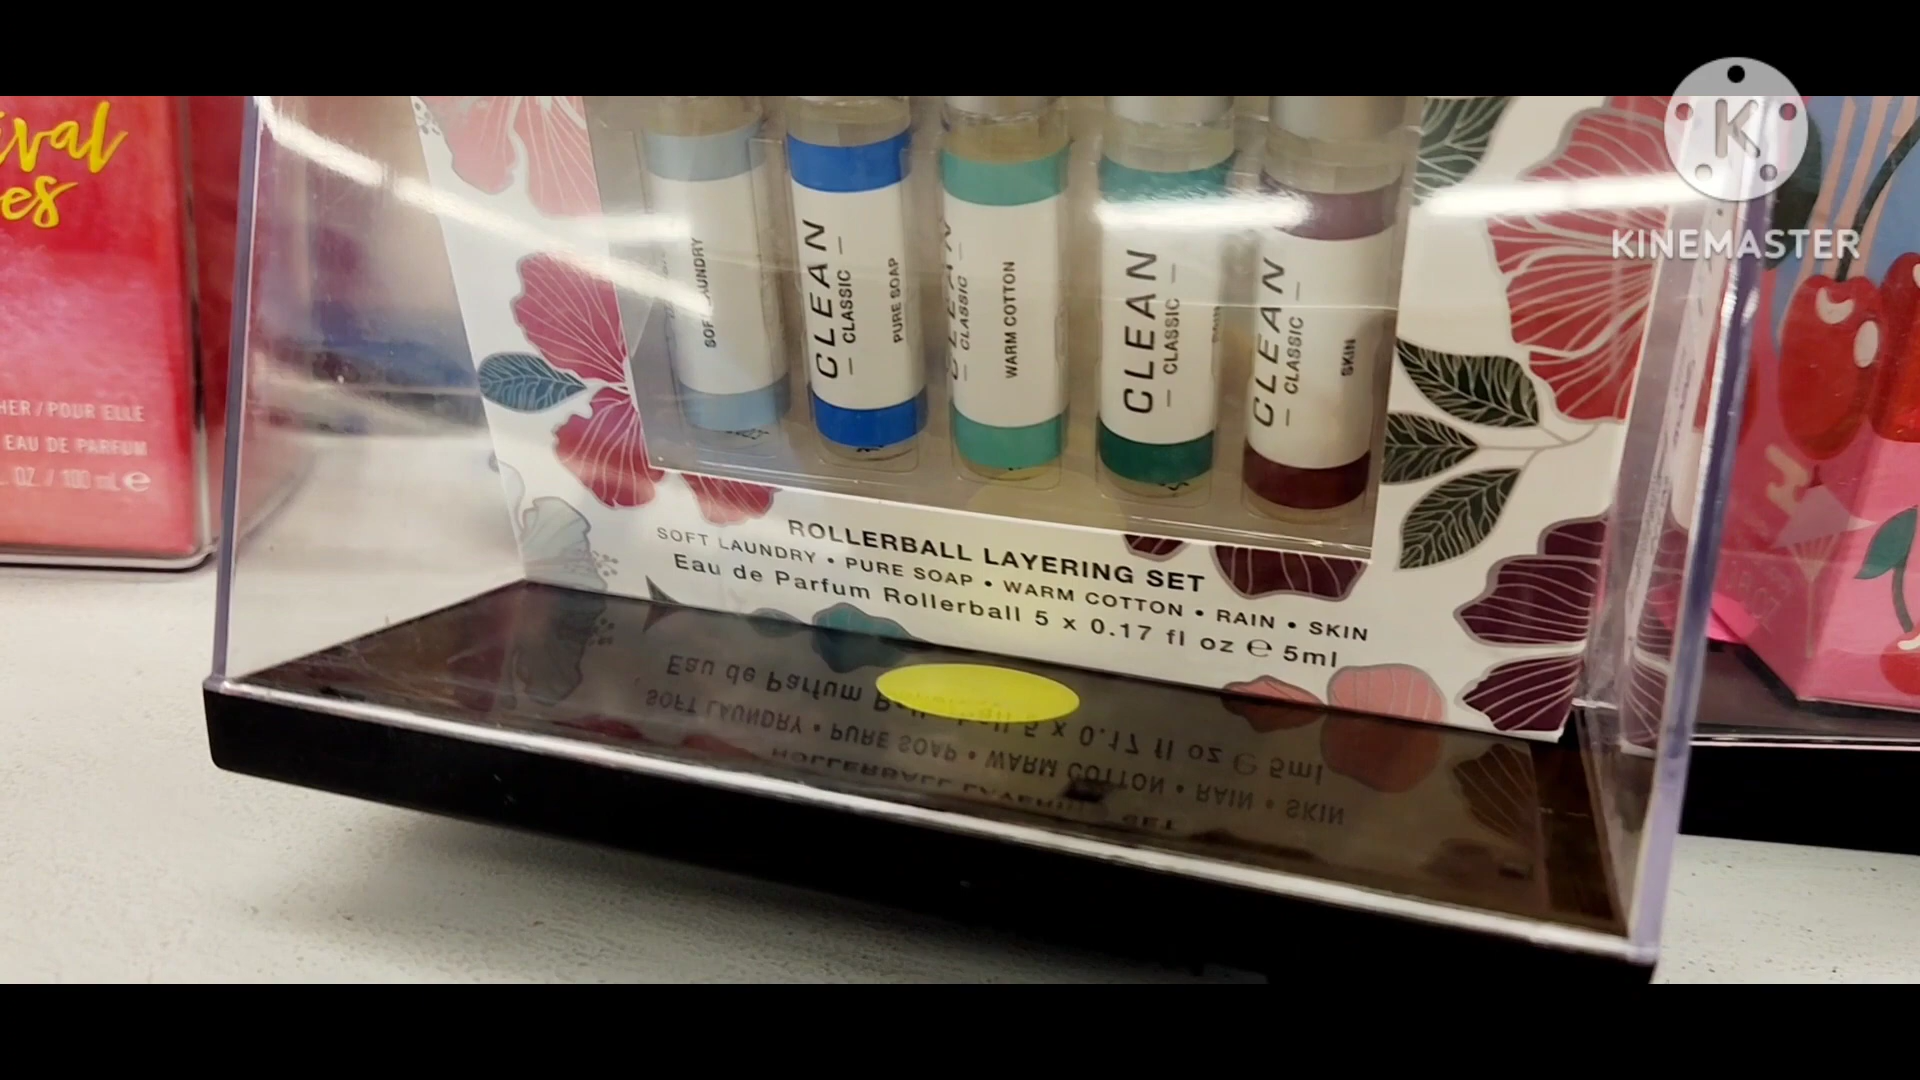 KINEMASTER
HER / POUR ELLE
EAU DE PARFUM
OZ. / 100 mL e
SOFT LAUNDRY
CLEAN
CLASSIC
PURE SOAP
CLEAN
CLASSIC
WARM COTTON
CLEAN
CLASSIC
CLEAN
CLASSIC
SKIN
ROLLERBALL LAYERING SET
SOFT LAUNDRY • PURE SOAP • WARM COTTON • RAIN • SKIN
Eau de Parfum Rollerball 5 x 0.17 fl oz e 5ml